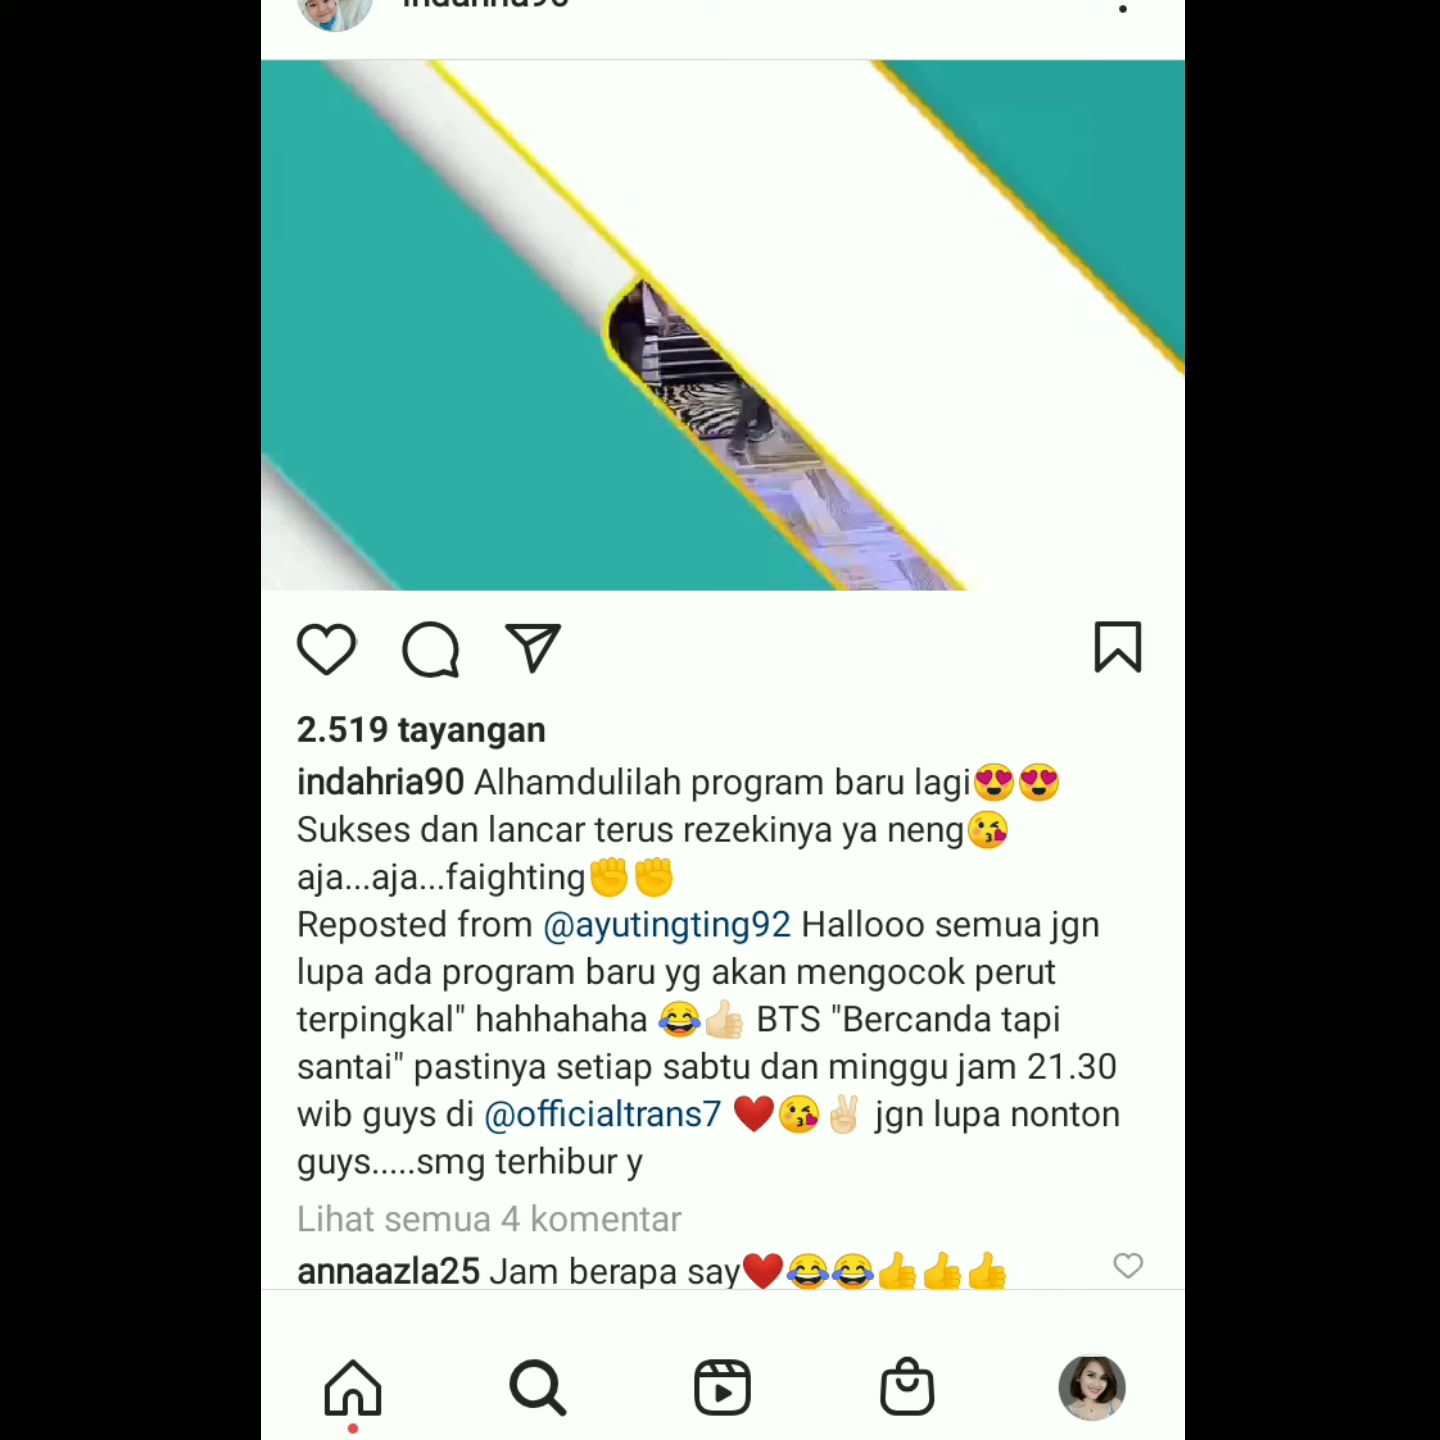 2.519 tayangan
indahria90 Alhamdulilah program baru lagi😍😍
Sukses dan lancar terus rezekinya ya neng😘
aja...aja...faighting✊✊
Reposted from @ayutingting92 Hallooo semua jgn
lupa ada program baru yg akan mengocok perut
terpingkal" hahhahaha 😂👍🏻 BTS "Bercanda tapi
santai" pastinya setiap sabtu dan minggu jam 21.30
wib guys di @officialtrans7 ❤️😘✌🏻 jgn lupa nonton
guys.....smg terhibur y
Lihat semua 4 komentar
annaazla25 Jam berapa say❤️😂😂👍👍👍